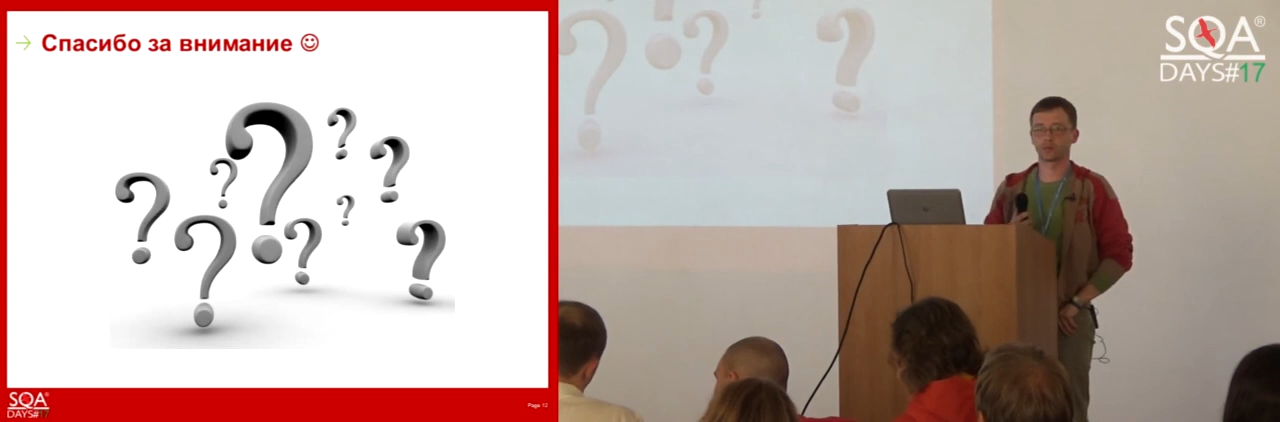 Спасибо за внимание ☺
SQA®
DAYS#17
Page 12
SQA®
DAYS#17